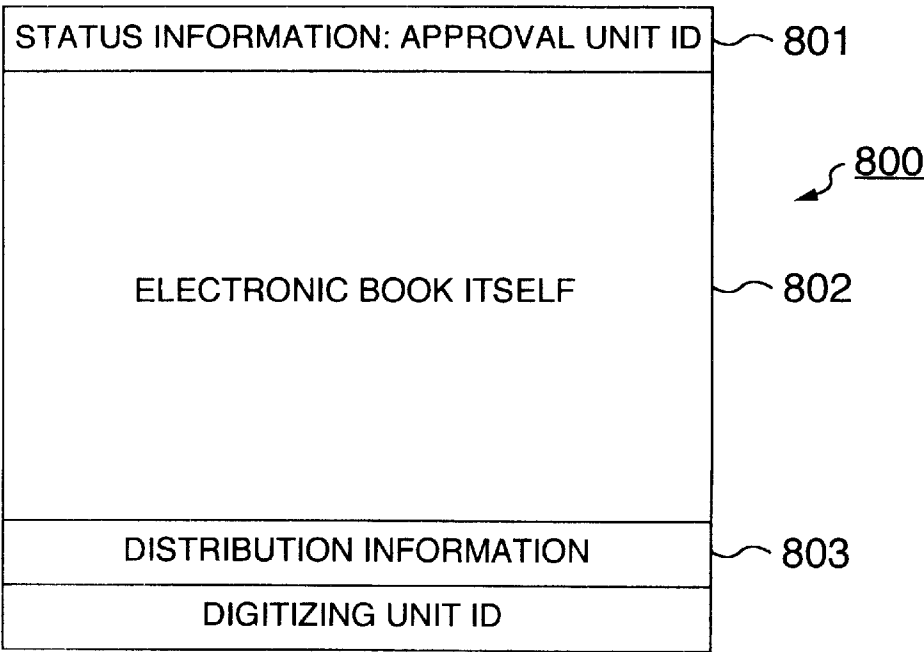 STATUS INFORMATION: APPROVAL UNIT ID 801
800
ELECTRONIC BOOK ITSELF 802
DISTRIBUTION INFORMATION 803
DIGITIZING UNIT ID